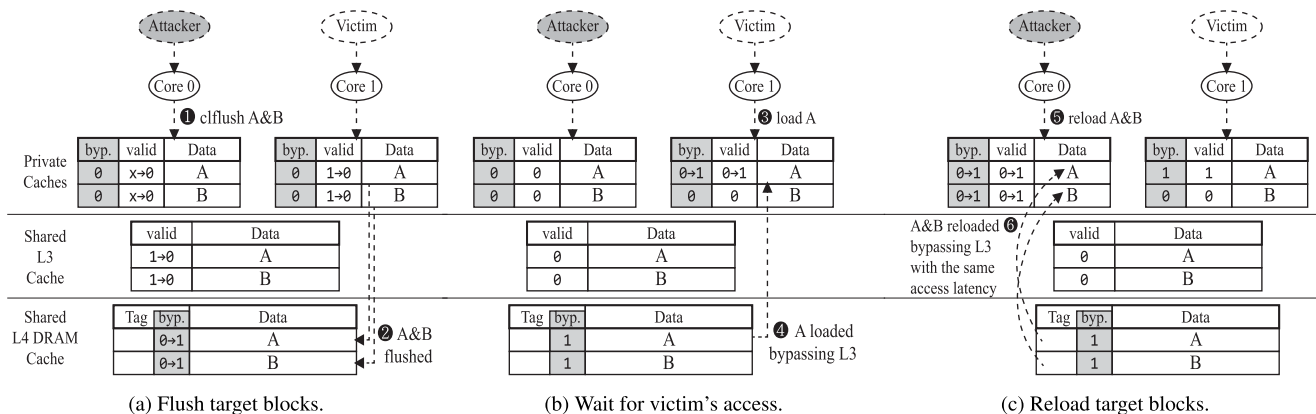 Attacker
Victim
Core 0
Core 1
❶ clflush A&B
Private
Caches
byp. valid Data
0 x→0 A
0 x→0 B
byp. valid Data
0 1→0 A
0 1→0 B
Shared
L3
Cache
valid Data
1→0 A
1→0 B
Shared
L4 DRAM
Cache
Tag byp. Data
0→1 A
0→1 B
❷ A&B
flushed
(a) Flush target blocks.
Attacker
Victim
Core 0
Core 1
❸ load A
byp. valid Data
0 0 A
0 0 B
byp. valid Data
0→1 0→1 A
0 0 B
valid Data
0 A
0 B
Tag byp. Data
1 A
1 B
❹ A loaded
bypassing L3
(b) Wait for victim's access.
Attacker
Victim
Core 0
Core 1
❺ reload A&B
byp. valid Data
0→1 0→1 A
0→1 0→1 B
byp. valid Data
1 1 A
0 0 B
A&B reloaded ❻
bypassing L3
with the same
access latency
valid Data
0 A
0 B
Tag byp. Data
1 A
1 B
(c) Reload target blocks.